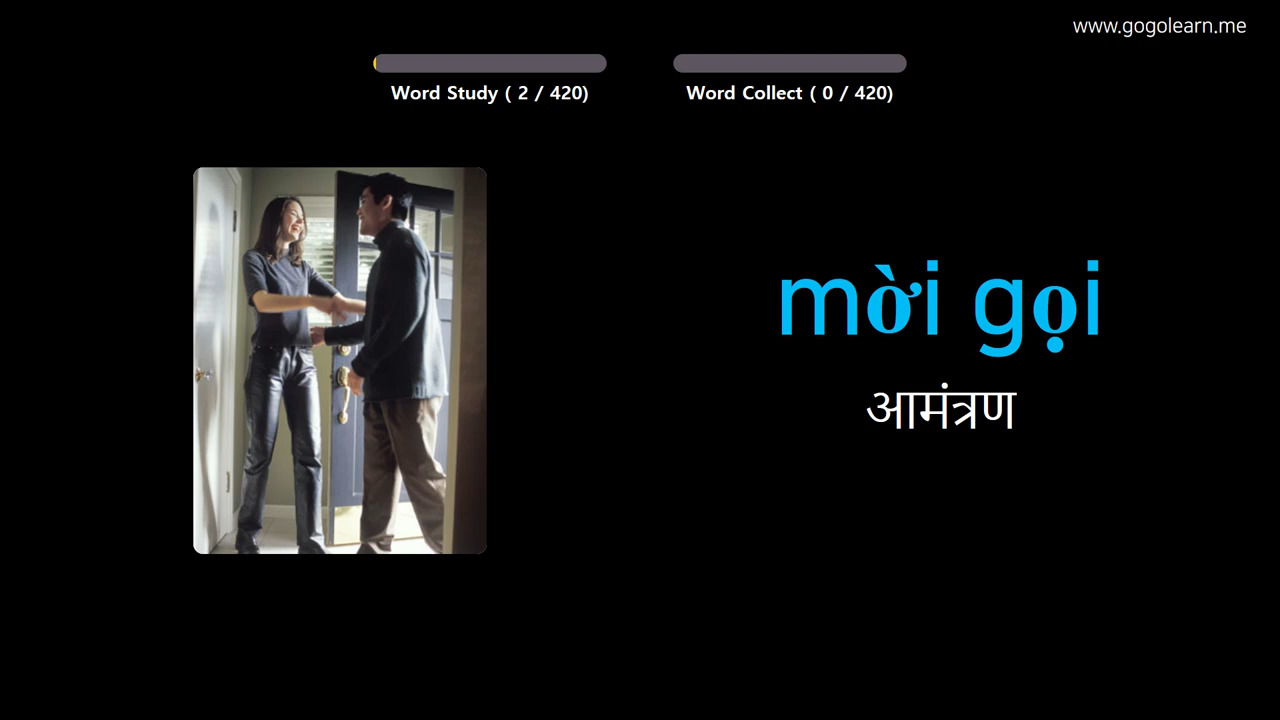 www.gogolearn.me
Word Study ( 2 / 420)
Word Collect ( 0 / 420)
mời gọi
आमंत्रण